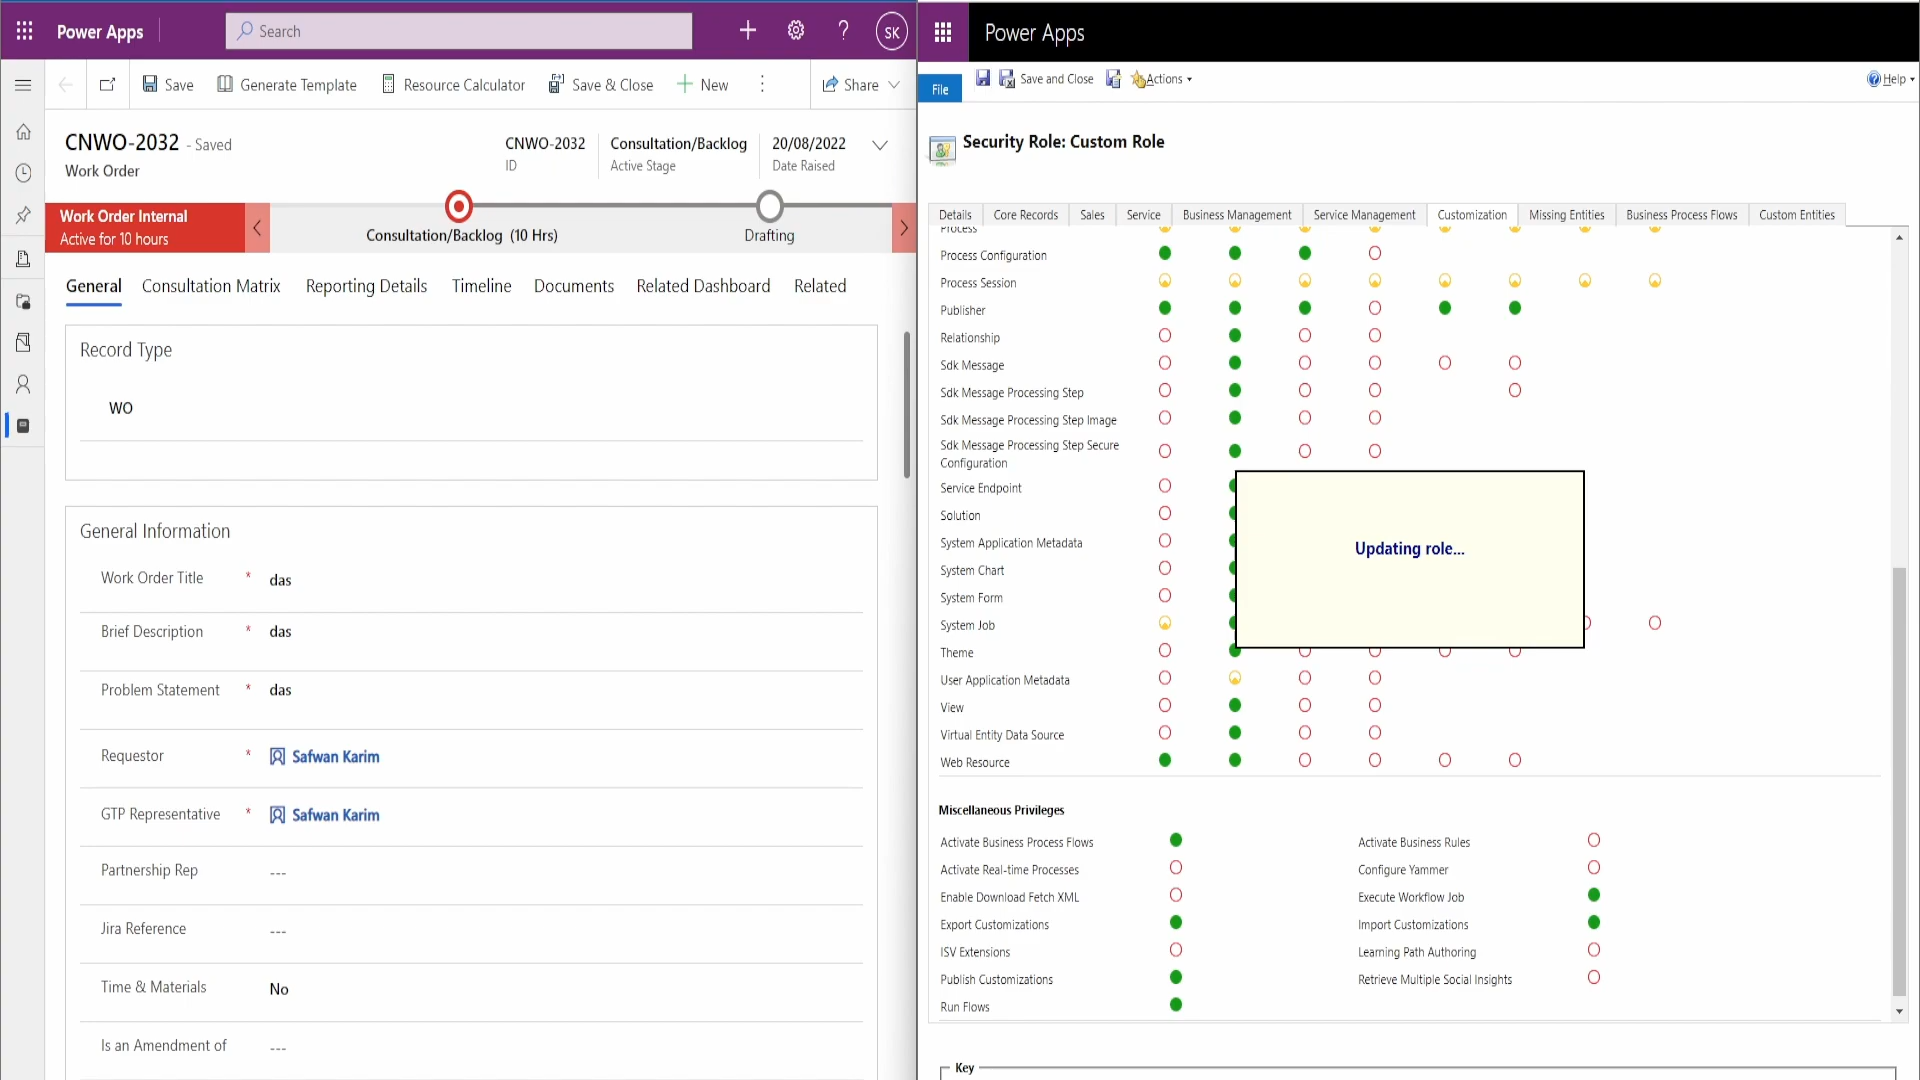 Power Apps
Search
SK
Save
Generate Template
Resource Calculator
Save & Close
New
Share
CNWO-2032 - Saved
Work Order
CNWO-2032
ID
Consultation/Backlog
Active Stage
20/08/2022
Date Raised
Work Order Internal
Active for 10 hours
Consultation/Backlog (10 Hrs)
Drafting
General
Consultation Matrix
Reporting Details
Timeline
Documents
Related Dashboard
Related
Record Type
WO
General Information
Work Order Title * das
Brief Description * das
Problem Statement * das
Requestor * Safwan Karim
GTP Representative * Safwan Karim
Partnership Rep ---
Jira Reference ---
Time & Materials No
Is an Amendment of ---
Power Apps
File
Save and Close
Actions
Help
Security Role: Custom Role
Details
Core Records
Sales
Service
Business Management
Service Management
Customization
Missing Entities
Business Process Flows
Custom Entities
Process
Process Configuration
Process Session
Publisher
Relationship
Sdk Message
Sdk Message Processing Step
Sdk Message Processing Step Image
Sdk Message Processing Step Secure
Configuration
Service Endpoint
Solution
System Application Metadata
System Chart
System Form
System Job
Theme
User Application Metadata
View
Virtual Entity Data Source
Web Resource
Updating role...
Miscellaneous Privileges
Activate Business Process Flows
Activate Business Rules
Activate Real-time Processes
Configure Yammer
Enable Download Fetch XML
Execute Workflow Job
Export Customizations
Import Customizations
ISV Extensions
Learning Path Authoring
Publish Customizations
Retrieve Multiple Social Insights
Run Flows
Key